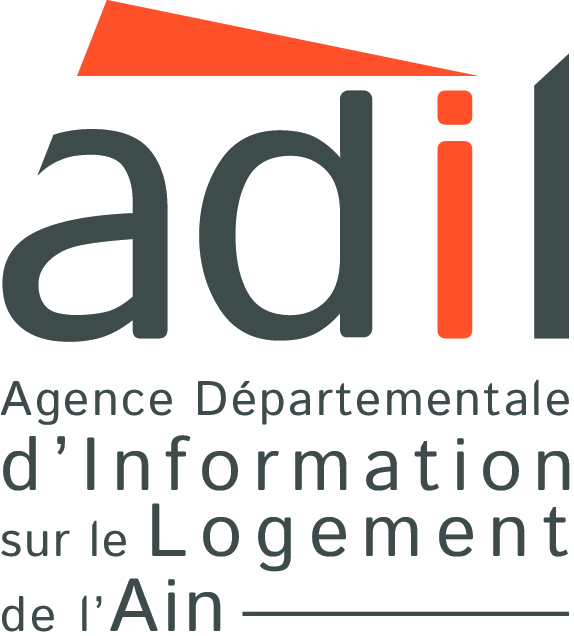 adil
Agence Départementale
d'Information
sur le Logement
de l'Ain